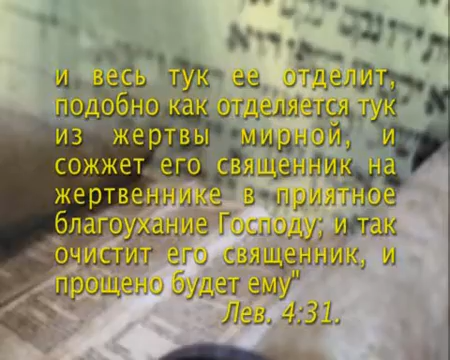 и весь тук ее отделит,
подобно как отделяется тук
из жертвы мирной, и
сожжет его священник на
жертвеннике в приятное
благоухание Господу; и так
очистит его священник, и
прощено будет ему"
Лев. 4:31.